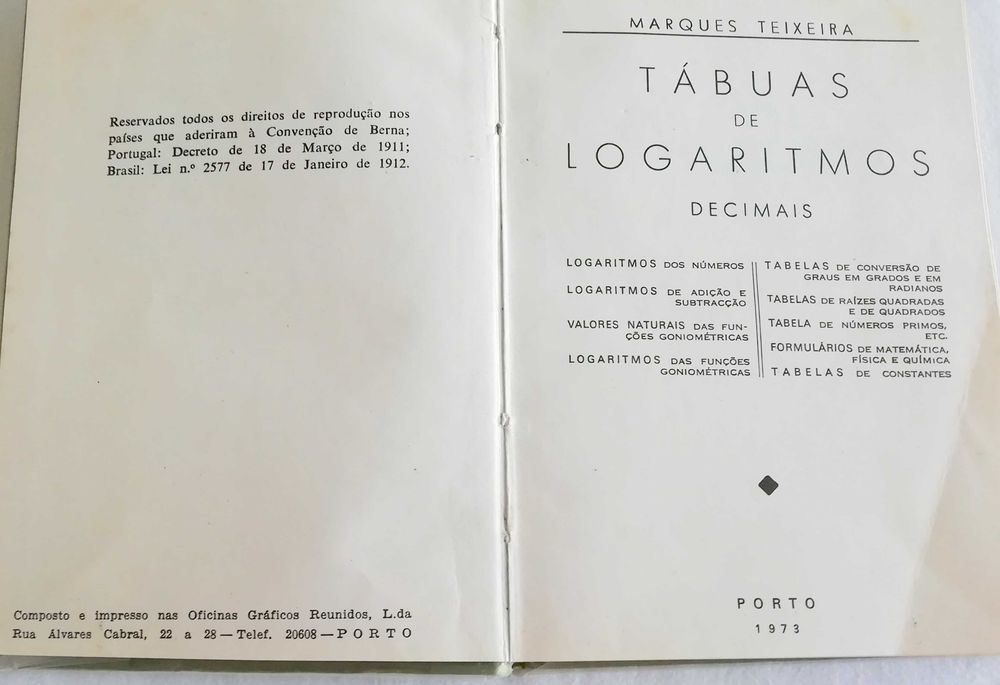 Reservados todos os direitos de reprodução nos
países que aderiram à Convenção de Berna;
Portugal: Decreto de 18 de Março de 1911;
Brasil: Lei n.º 2577 de 17 de Janeiro de 1912.
Composto e impresso nas Oficinas Gráficos Reunidos, L.da
Rua Álvares Cabral, 22 a 28 — Telef. 20608 — PORTO
MARQUES TEIXEIRA
TÁBUAS
DE
LOGARITMOS
DECIMAIS
LOGARITMOS DOS NÚMEROS
LOGARITMOS DE ADIÇÃO E
SUBTRACÇÃO
VALORES NATURAIS DAS FUN-
ÇÕES GONIOMÉTRICAS
LOGARITMOS DAS FUNÇÕES
GONIOMÉTRICAS
TABELAS DE CONVERSÃO DE
GRAUS EM GRADOS E EM
RADIANOS
TABELAS DE RAÍZES QUADRADAS
E DE QUADRADOS
TABELA DE NÚMEROS PRIMOS,
ETC.
FORMULÁRIOS DE MATEMÁTICA,
FÍSICA E QUÍMICA
TABELAS DE CONSTANTES
PORTO
1973